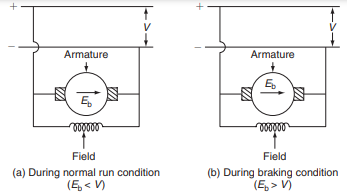 +
V
−
Armature
E_b
Field
(a) During normal run condition
(E_b < V)
+
V
−
Armature
E_b
Field
(b) During braking condition
(E_b > V)